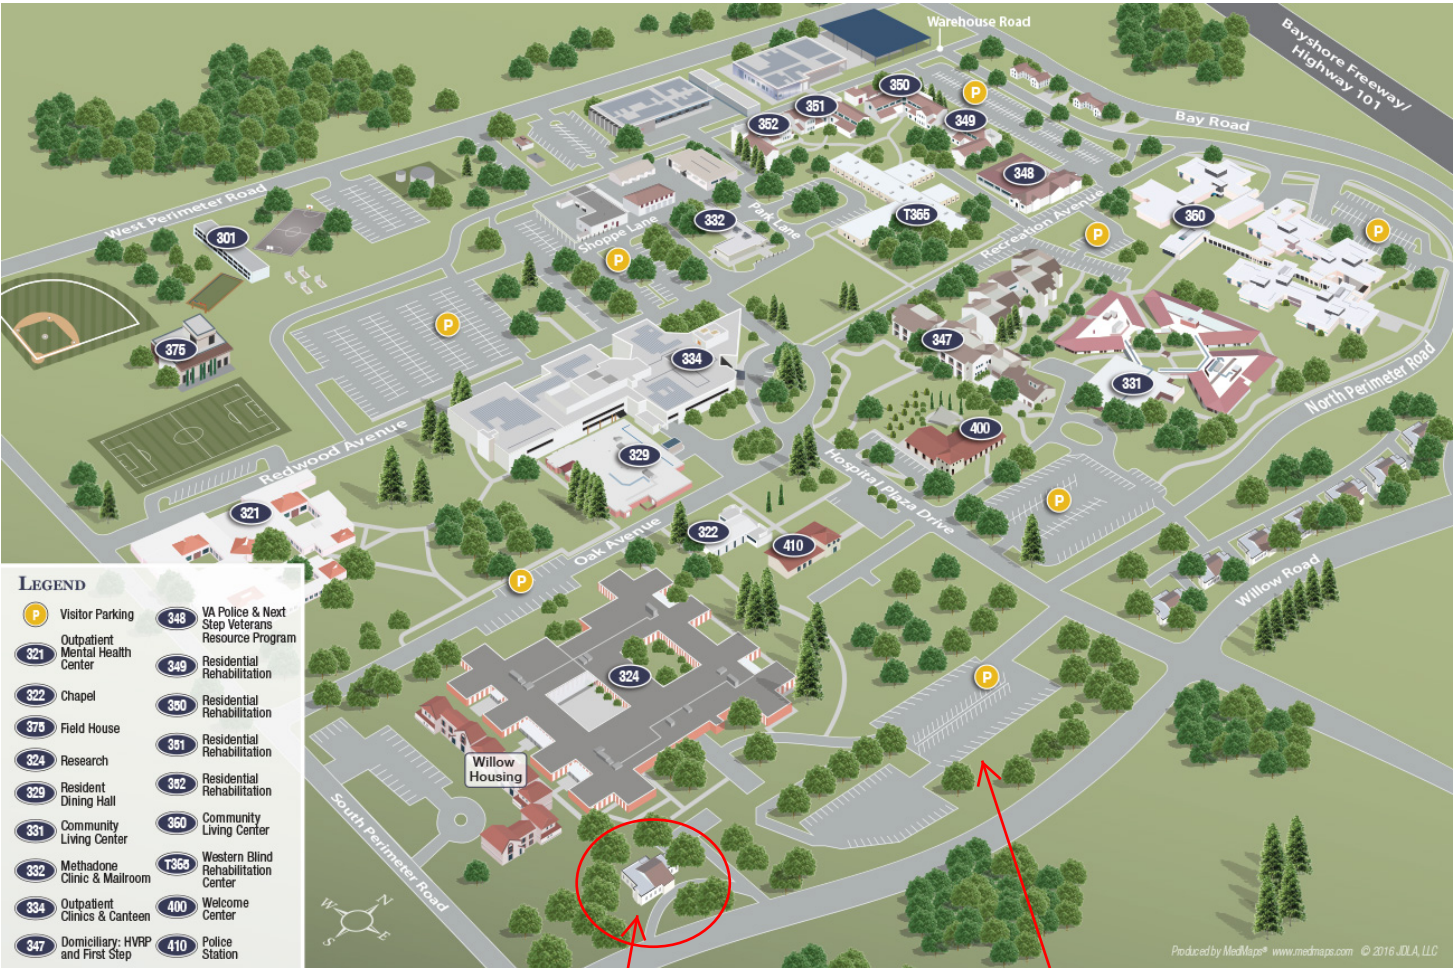 Warehouse Road
Bayshore Freeway/
Highway 101
Bay Road
350
P
351
349
352
348
West Perimeter Road
301
Park Lane
332
T365
Recreation Avenue
360
P
P
Shoppe Lane
P
P
375
334
347
331
North Perimeter Road
400
Redwood Avenue
329
Hospital Plaza Drive
P
321
322
410
Oak Avenue
P
Willow Road
324
P
Willow
Housing
South Perimeter Road
N
W
S
E
LEGEND
P Visitor Parking
321 Outpatient
Mental Health
Center
322 Chapel
375 Field House
324 Research
329 Resident
Dining Hall
331 Community
Living Center
332 Methadone
Clinic & Mailroom
334 Outpatient
Clinics & Canteen
347 Domiciliary: HVRP
and First Step
348 VA Police & Next
Step Veterans
Resource Program
349 Residential
Rehabilitation
350 Residential
Rehabilitation
351 Residential
Rehabilitation
352 Residential
Rehabilitation
360 Community
Living Center
T365 Western Blind
Rehabilitation
Center
400 Welcome
Center
410 Police
Station
Produced by MedMaps® www.medmaps.com © 2016 JDLA, LLC